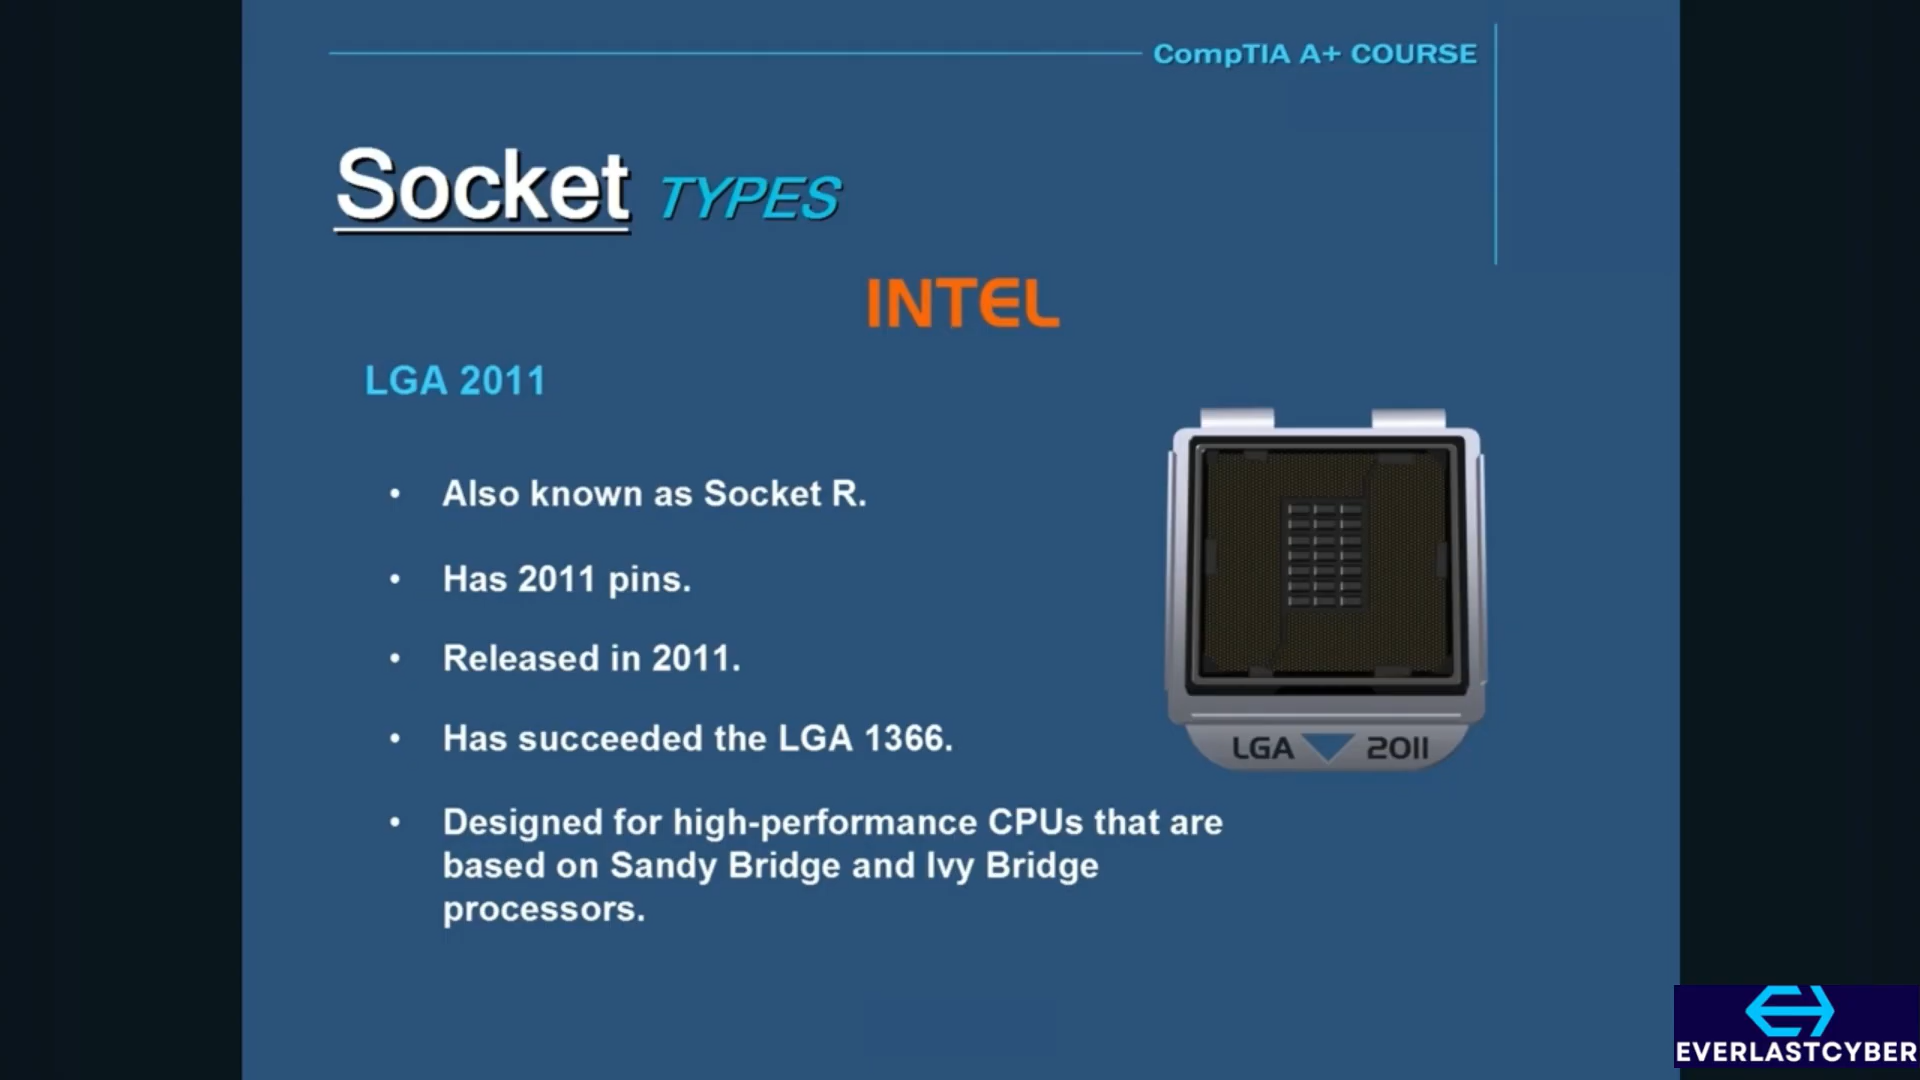 CompTIA A+ COURSE
Socket TYPES
INTEL
LGA 2011
• Also known as Socket R.
• Has 2011 pins.
• Released in 2011.
• Has succeeded the LGA 1366.
• Designed for high-performance CPUs that are
based on Sandy Bridge and Ivy Bridge
processors.
LGA 2011
EVERLASTCYBER